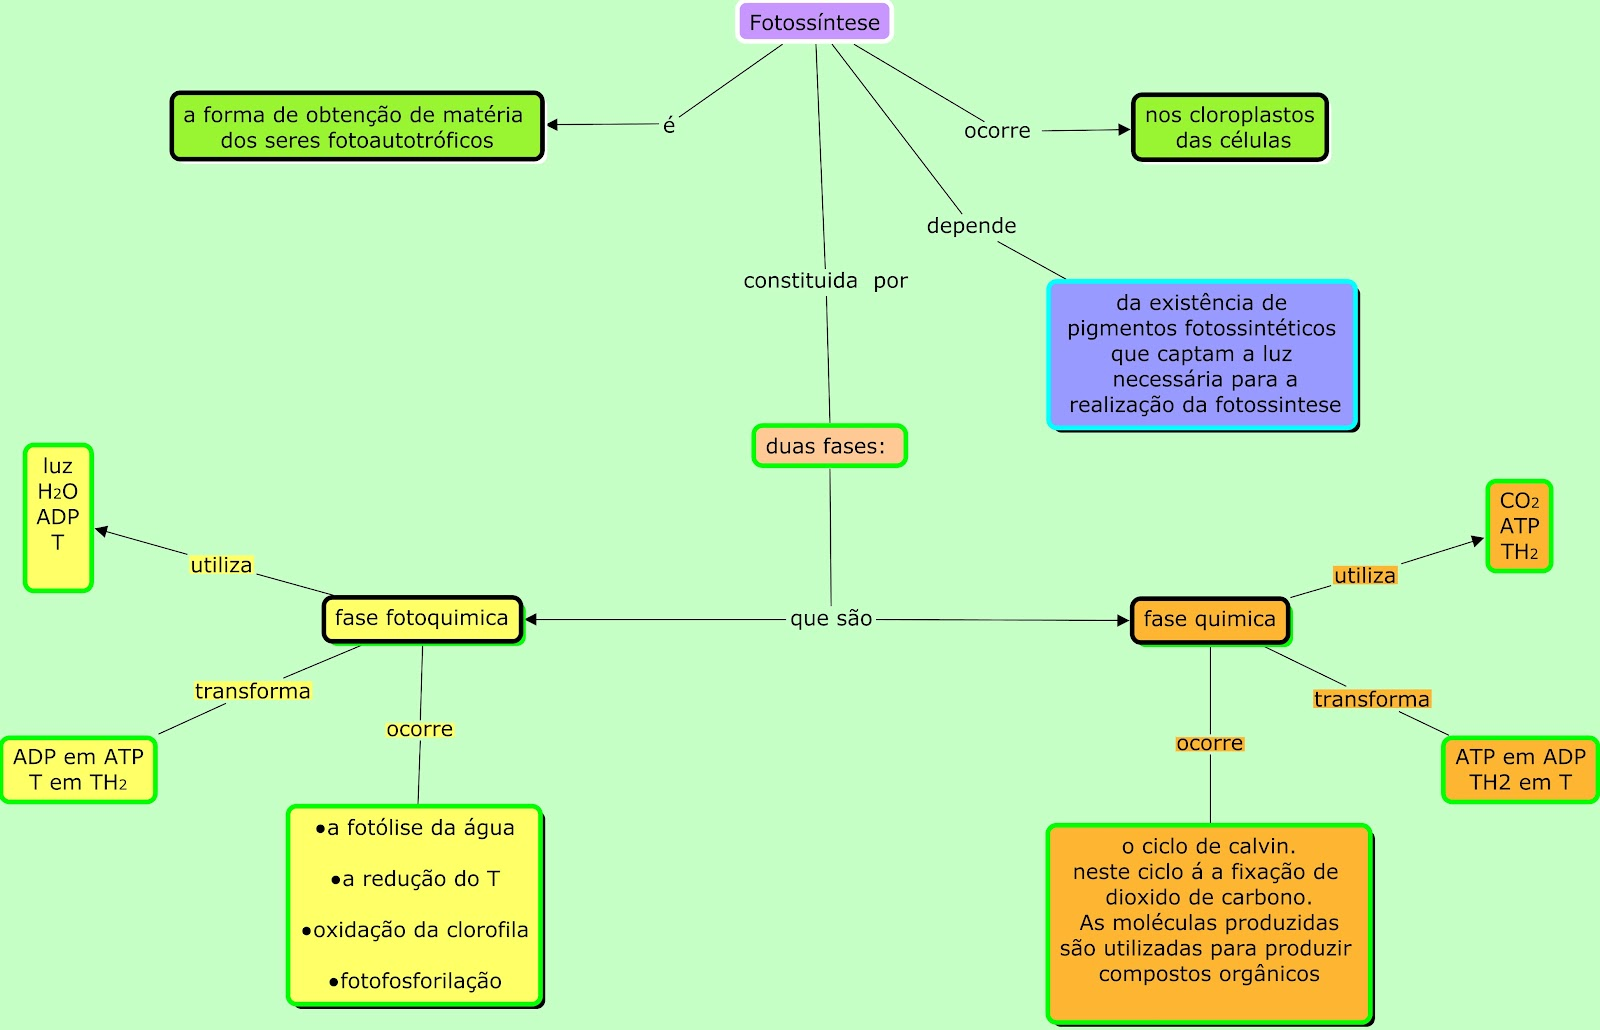 Fotossíntese
a forma de obtenção de matéria
dos seres fotoautotróficos
é
ocorre
nos cloroplastos
das células
depende
da existência de
pigmentos fotossintéticos
que captam a luz
necessária para a
realização da fotossintese
constituida por
duas fases:
que são
luz
H₂O
ADP
T
utiliza
fase fotoquimica
transforma
ADP em ATP
T em TH₂
ocorre
•a fotólise da água
•a redução do T
•oxidação da clorofila
•fotofosforilação
CO₂
ATP
TH₂
utiliza
fase quimica
transforma
ATP em ADP
TH2 em T
ocorre
o ciclo de calvin.
neste ciclo á a fixação de
dioxido de carbono.
As moléculas produzidas
são utilizadas para produzir
compostos orgânicos